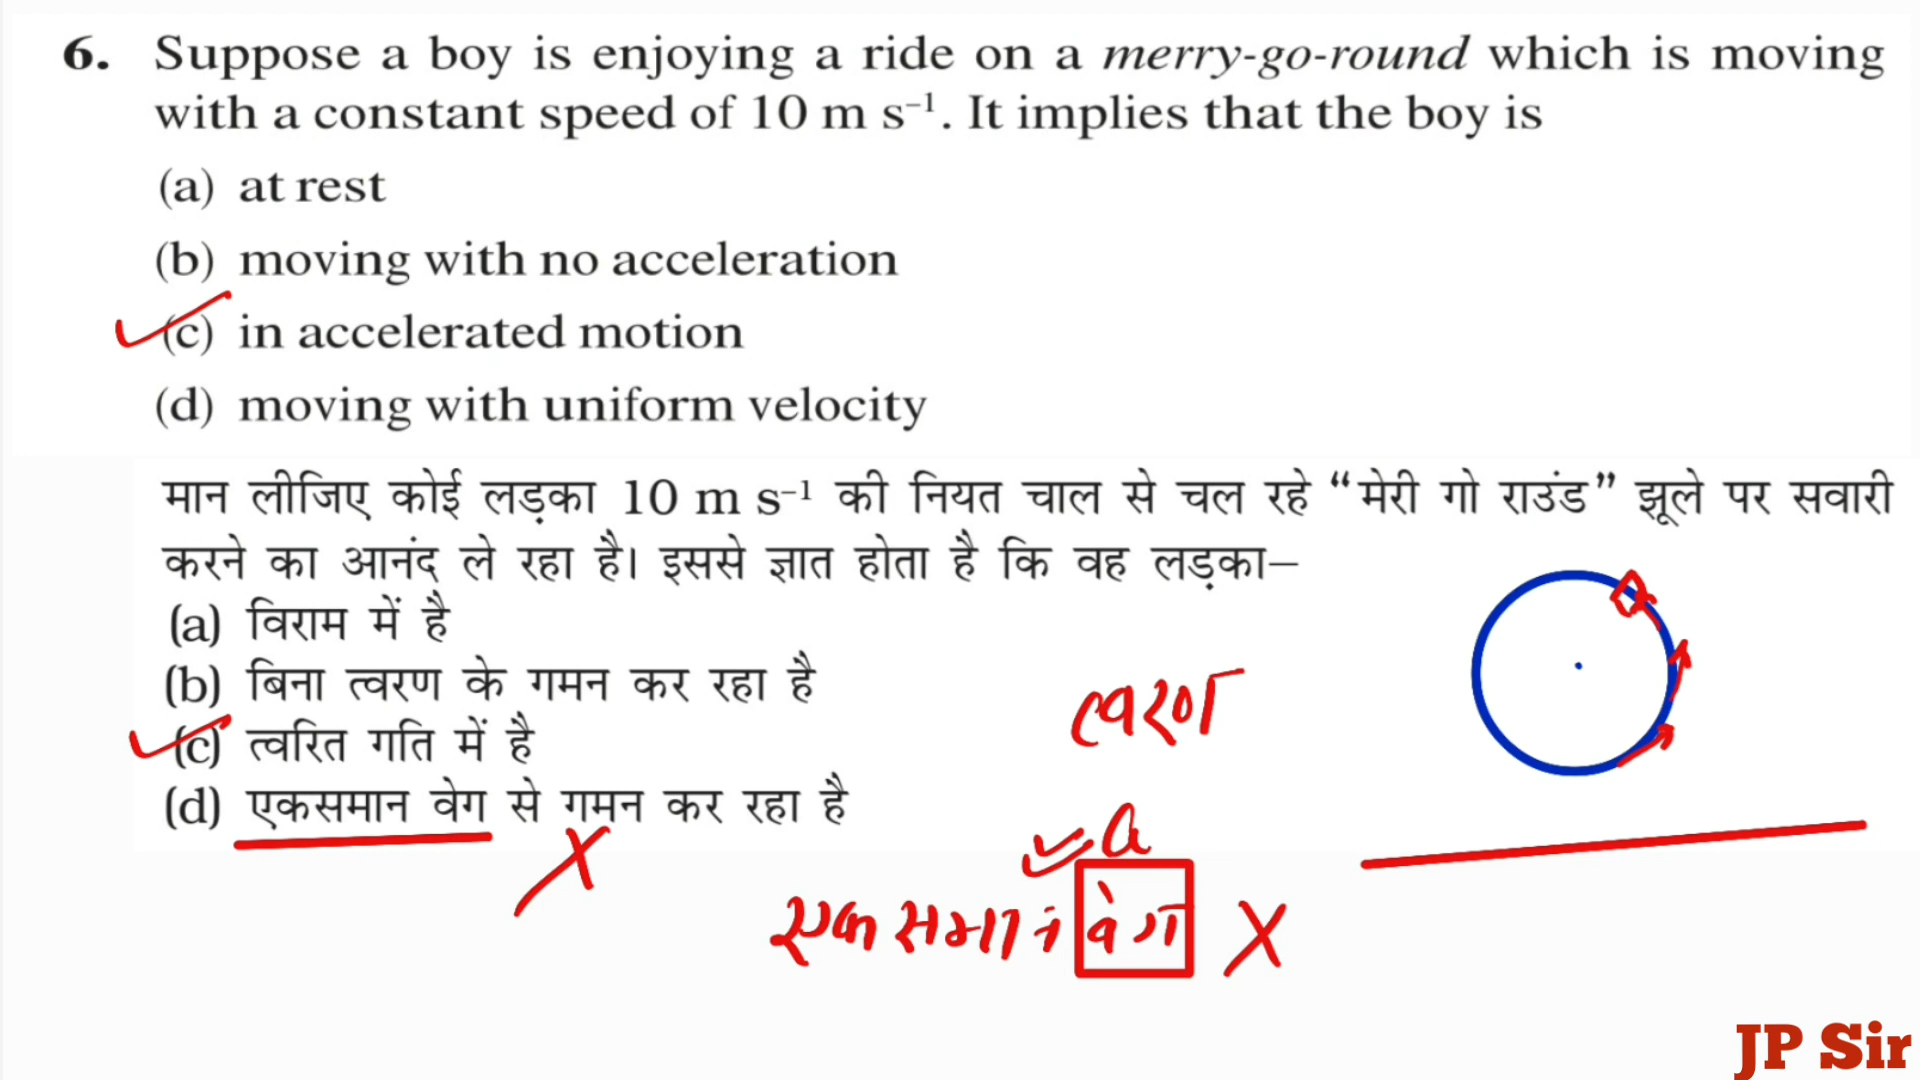 6. Suppose a boy is enjoying a ride on a merry-go-round which is moving
with a constant speed of 10 m s⁻¹. It implies that the boy is
(a) at rest
(b) moving with no acceleration
(c) in accelerated motion
(d) moving with uniform velocity
मान लीजिए कोई लड़का 10 m s⁻¹ की नियत चाल से चल रहे “मेरी गो राउंड” झूले पर सवारी
करने का आनंद ले रहा है। इससे ज्ञात होता है कि वह लड़का–
(a) विराम में है
(b) बिना त्वरण के गमन कर रहा है
(c) त्वरित गति में है
(d) एकसमान वेग से गमन कर रहा है
त्वरण
a
एक समान वेग
JP Sir